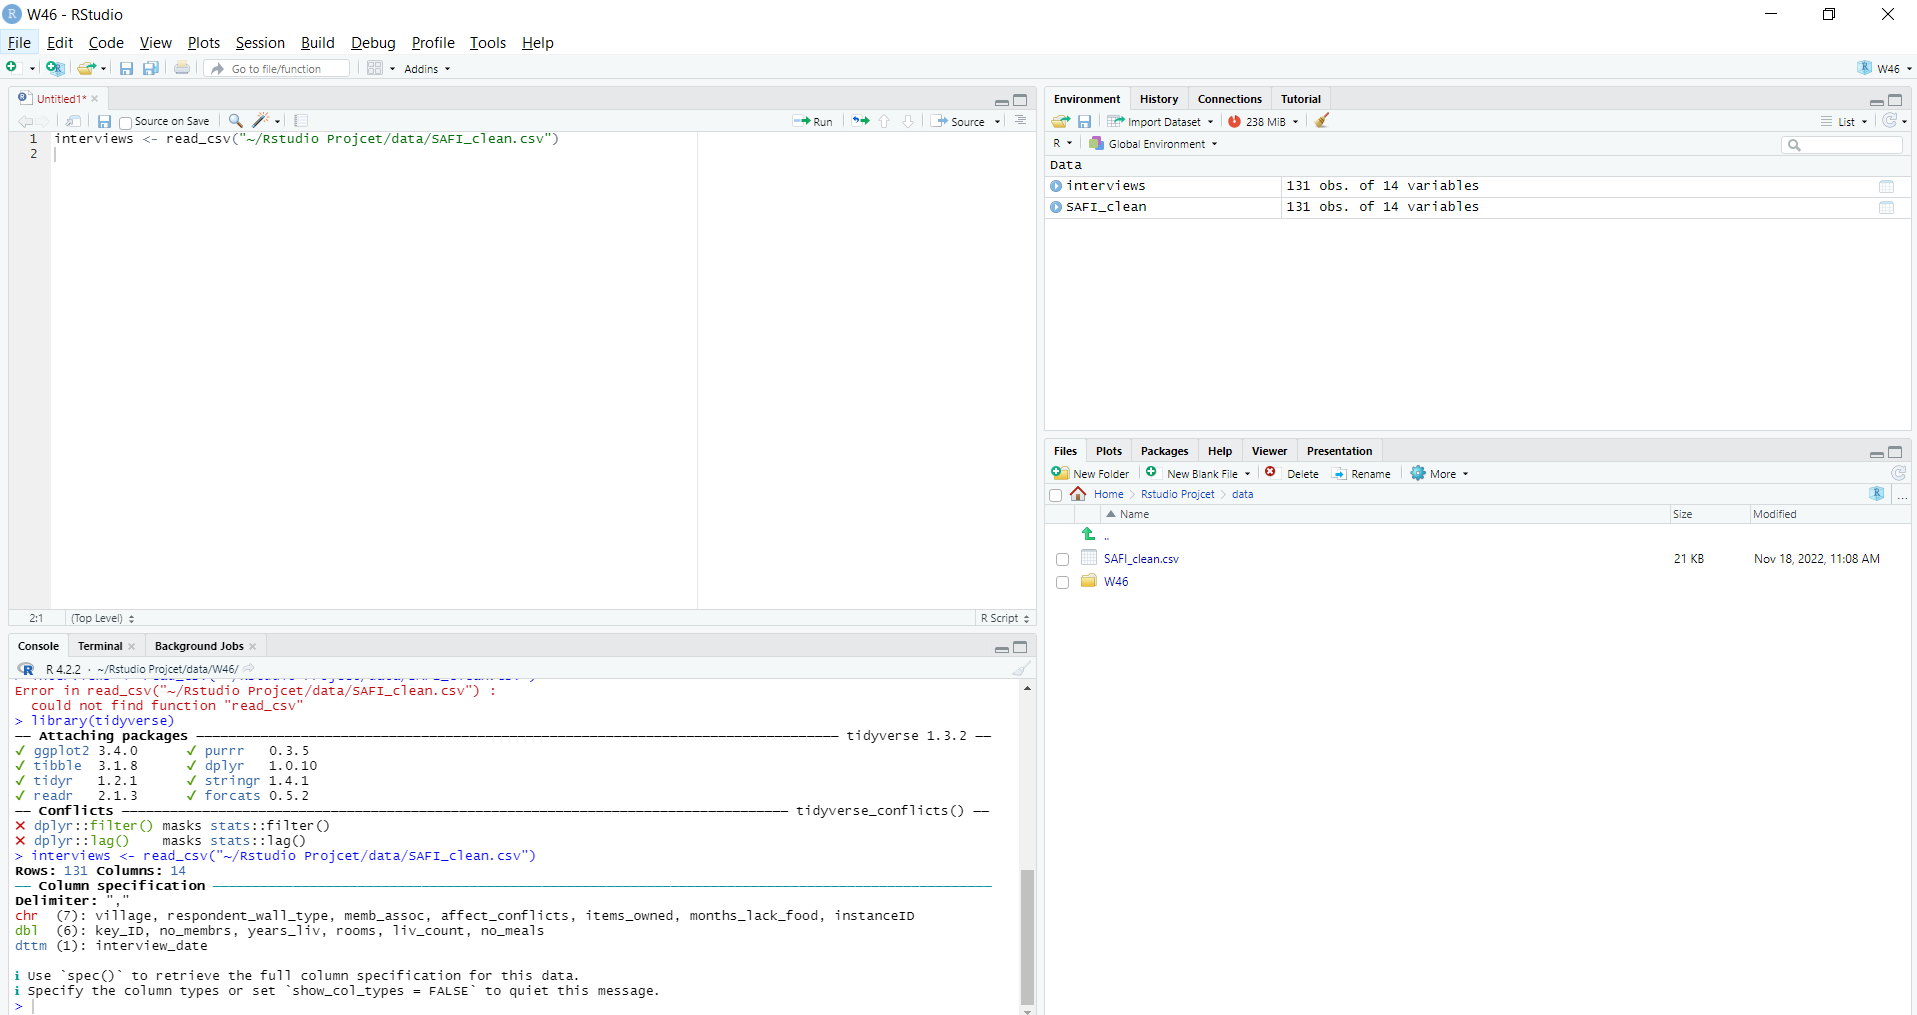 W46 - RStudio
File Edit Code View Plots Session Build Debug Profile Tools Help
Go to file/function Addins W46
Untitled1*
Source on Save Run Source
1 interviews <- read_csv("~/Rstudio Projcet/data/SAFI_clean.csv")
2
2:1 (Top Level) R Script
Console Terminal Background Jobs
R 4.2.2 · ~/Rstudio Projcet/data/W46/
Error in read_csv("~/Rstudio Projcet/data/SAFI_clean.csv") :
could not find function "read_csv"
> library(tidyverse)
── Attaching packages ── tidyverse 1.3.2 ──
✓ ggplot2 3.4.0 ✓ purrr 0.3.5
✓ tibble 3.1.8 ✓ dplyr 1.0.10
✓ tidyr 1.2.1 ✓ stringr 1.4.1
✓ readr 2.1.3 ✓ forcats 0.5.2
── Conflicts ── tidyverse_conflicts() ──
✕ dplyr::filter() masks stats::filter()
✕ dplyr::lag() masks stats::lag()
> interviews <- read_csv("~/Rstudio Projcet/data/SAFI_clean.csv")
Rows: 131 Columns: 14
── Column specification ──
Delimiter: ","
chr (7): village, respondent_wall_type, memb_assoc, affect_conflicts, items_owned, months_lack_food, instanceID
dbl (6): key_ID, no_membrs, years_liv, rooms, liv_count, no_meals
dttm (1): interview_date
ℹ Use `spec()` to retrieve the full column specification for this data.
ℹ Specify the column types or set `show_col_types = FALSE` to quiet this message.
>
Environment History Connections Tutorial
Import Dataset 238 MiB List
R Global Environment
Data
interviews 131 obs. of 14 variables
SAFI_clean 131 obs. of 14 variables
Files Plots Packages Help Viewer Presentation
New Folder New Blank File Delete Rename More
Home Rstudio Projcet data ...
Name Size Modified
..
SAFI_clean.csv 21 KB Nov 18, 2022, 11:08 AM
W46